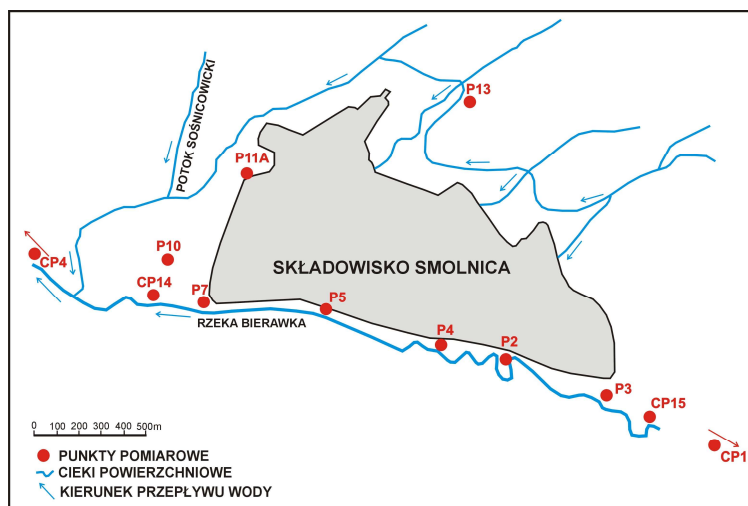 P13
POTOK SOŚNICOWICKI
P11A
P10
CP4
SKŁADOWISKO SMOLNICA
CP14
P7
P5
RZEKA BIERAWKA
P4
P2
P3
CP15
CP1
0 100 200 300 400 500m
PUNKTY POMIAROWE
CIEKI POWIERZCHNIOWE
KIERUNEK PRZEPŁYWU WODY